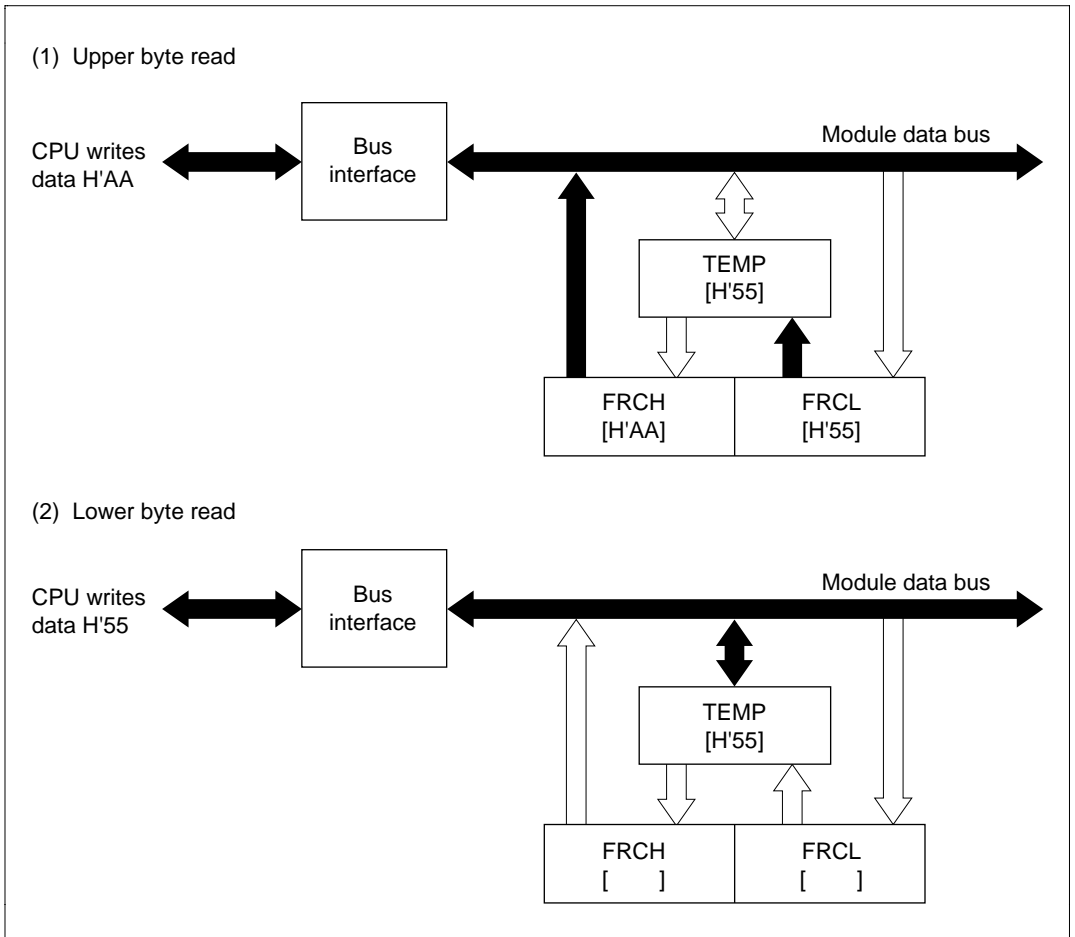 (1) Upper byte read
CPU writes
data H'AA
Bus
interface
Module data bus
TEMP
[H'55]
FRCH
[H'AA]
FRCL
[H'55]
(2) Lower byte read
CPU writes
data H'55
Bus
interface
Module data bus
TEMP
[H'55]
FRCH
[ ]
FRCL
[ ]